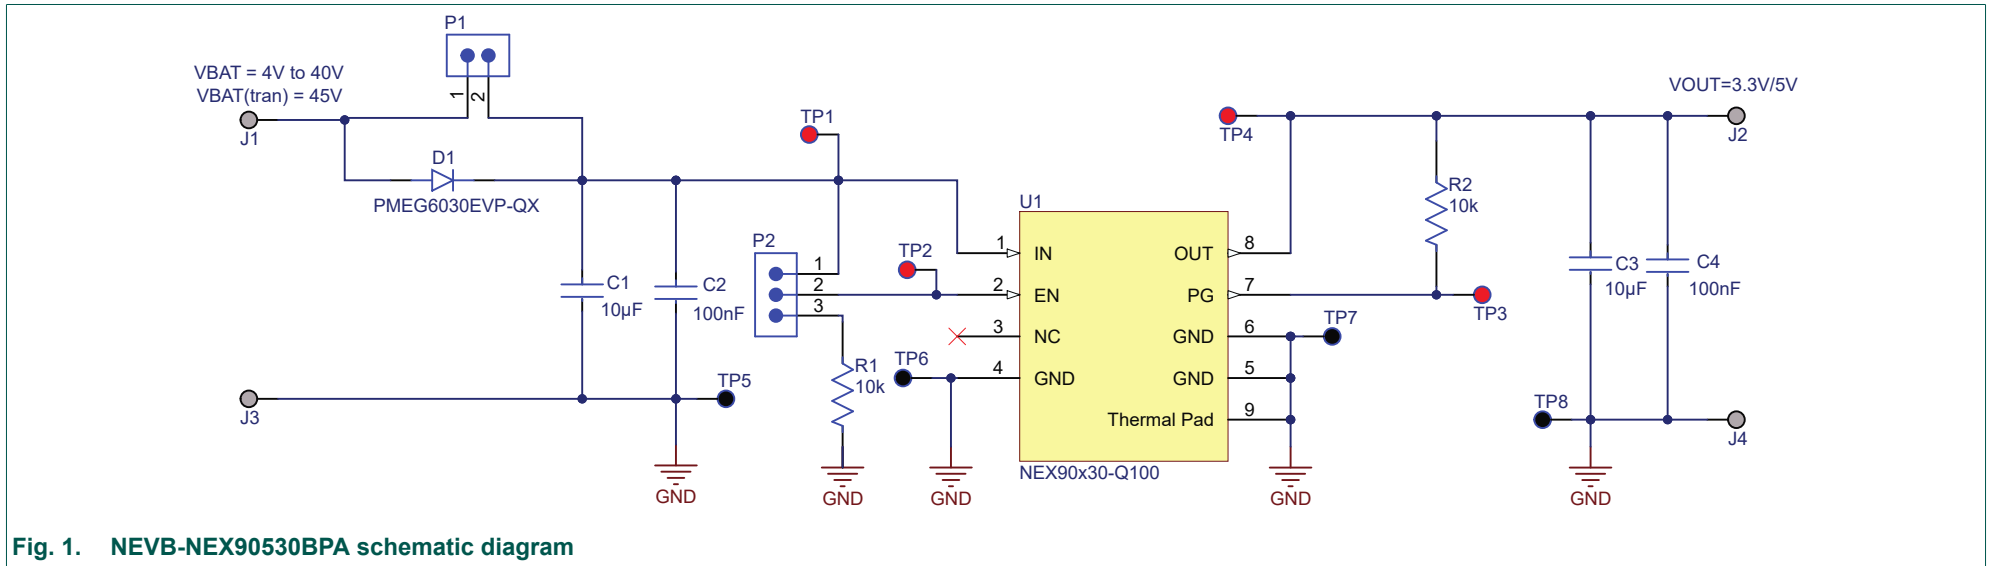 P1
VBAT = 4V to 40V
VBAT(tran) = 45V
1
2
J1
D1
PMEG6030EVP-QX
TP1
P2
1
2
3
TP2
C1
10µF
C2
100nF
R1
10k
TP5
J3
GND
GND
TP6
GND
U1
1
IN
2
EN
3
NC
4
GND
OUT
8
PG
7
GND
6
GND
5
Thermal Pad
9
NEX90x30-Q100
TP4
VOUT=3.3V/5V
J2
R2
10k
TP3
TP7
GND
C3
10µF
C4
100nF
TP8
J4
GND
Fig. 1. NEVB-NEX90530BPA schematic diagram